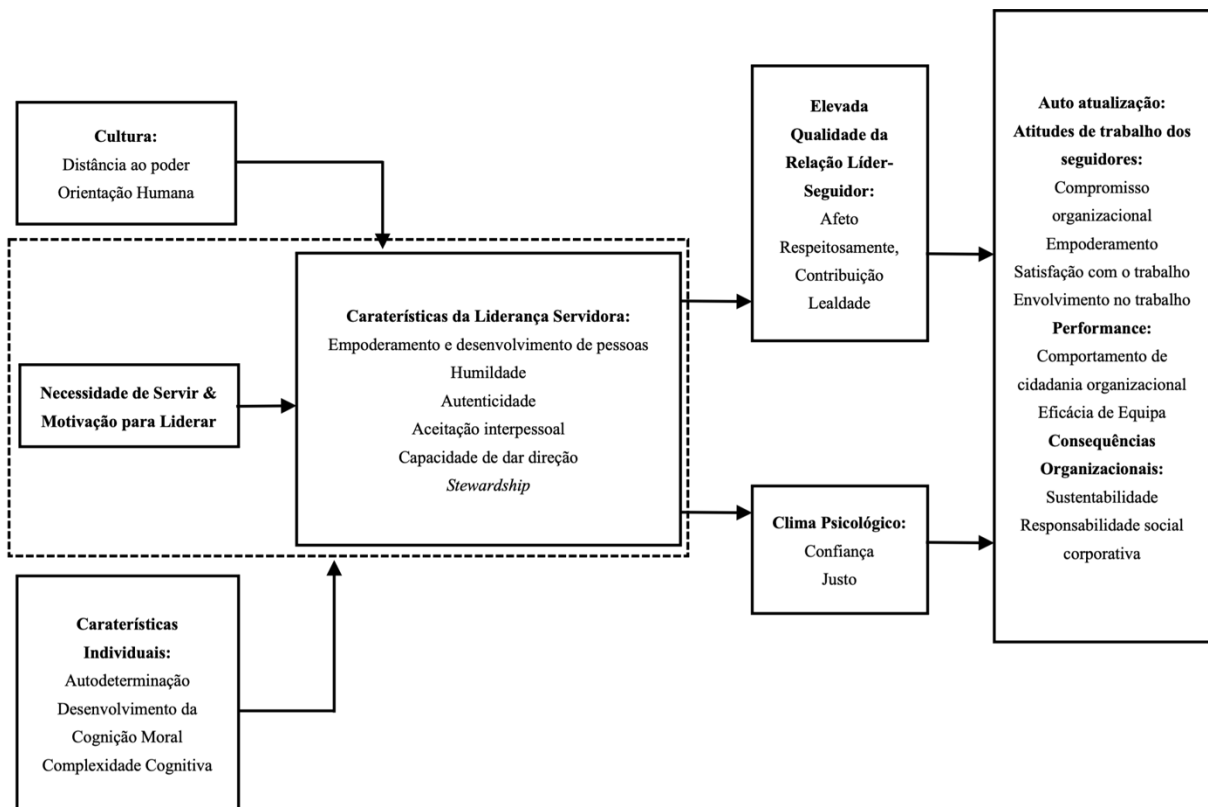 Cultura:
Distância ao poder
Orientação Humana
Necessidade de Servir &
Motivação para Liderar
Caraterísticas
Individuais:
Autodeterminação
Desenvolvimento da
Cognição Moral
Complexidade Cognitiva
Caraterísticas da Liderança Servidora:
Empoderamento e desenvolvimento de pessoas
Humildade
Autenticidade
Aceitação interpessoal
Capacidade de dar direção
Stewardship
Elevada
Qualidade da
Relação Líder-
Seguidor:
Afeto
Respeitosamente,
Contribuição
Lealdade
Clima Psicológico:
Confiança
Justo
Auto atualização:
Atitudes de trabalho dos
seguidores:
Compromisso
organizacional
Empoderamento
Satisfação com o trabalho
Envolvimento no trabalho
Performance:
Comportamento de
cidadania organizacional
Eficácia de Equipa
Consequências
Organizacionais:
Sustentabilidade
Responsabilidade social
corporativa